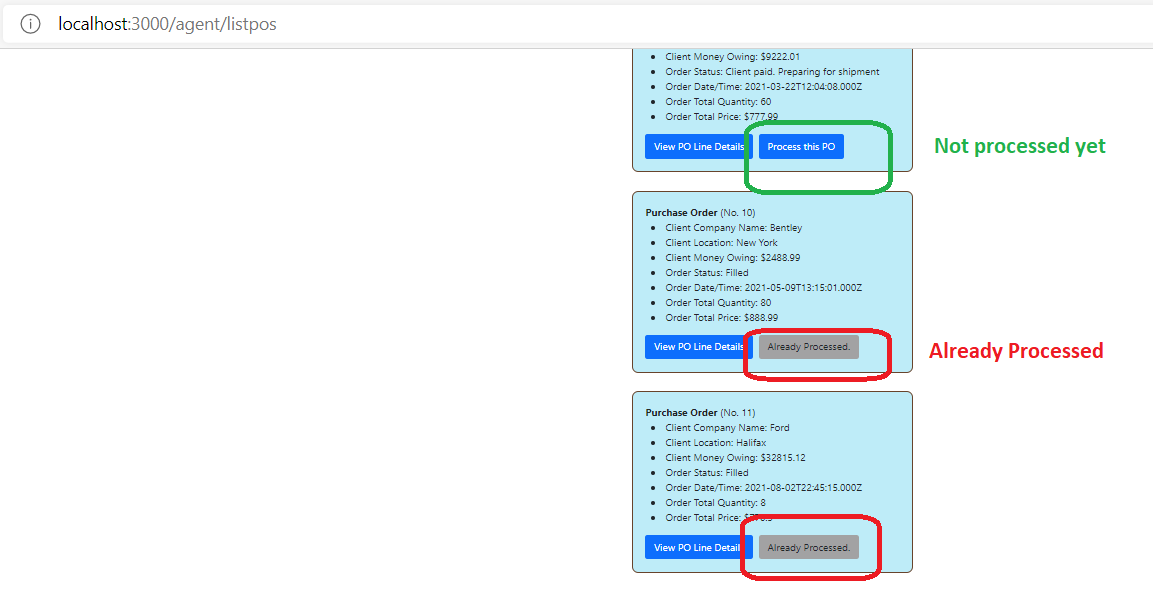 localhost:3000/agent/listpos
Client Money Owing: $9222.01
Order Status: Client paid. Preparing for shipment
Order Date/Time: 2021-03-22T12:04:08.000Z
Order Total Quantity: 60
Order Total Price: $777.99
View PO Line Details Process this PO
Not processed yet
Purchase Order (No. 10)
Client Company Name: Bentley
Client Location: New York
Client Money Owing: $2488.99
Order Status: Filled
Order Date/Time: 2021-05-09T13:15:01.000Z
Order Total Quantity: 80
Order Total Price: $888.99
View PO Line Details Already Processed.
Already Processed
Purchase Order (No. 11)
Client Company Name: Ford
Client Location: Halifax
Client Money Owing: $32815.12
Order Status: Filled
Order Date/Time: 2021-08-02T22:45:15.000Z
Order Total Quantity: 8
Order Total Price:
View PO Line Details Already Processed.